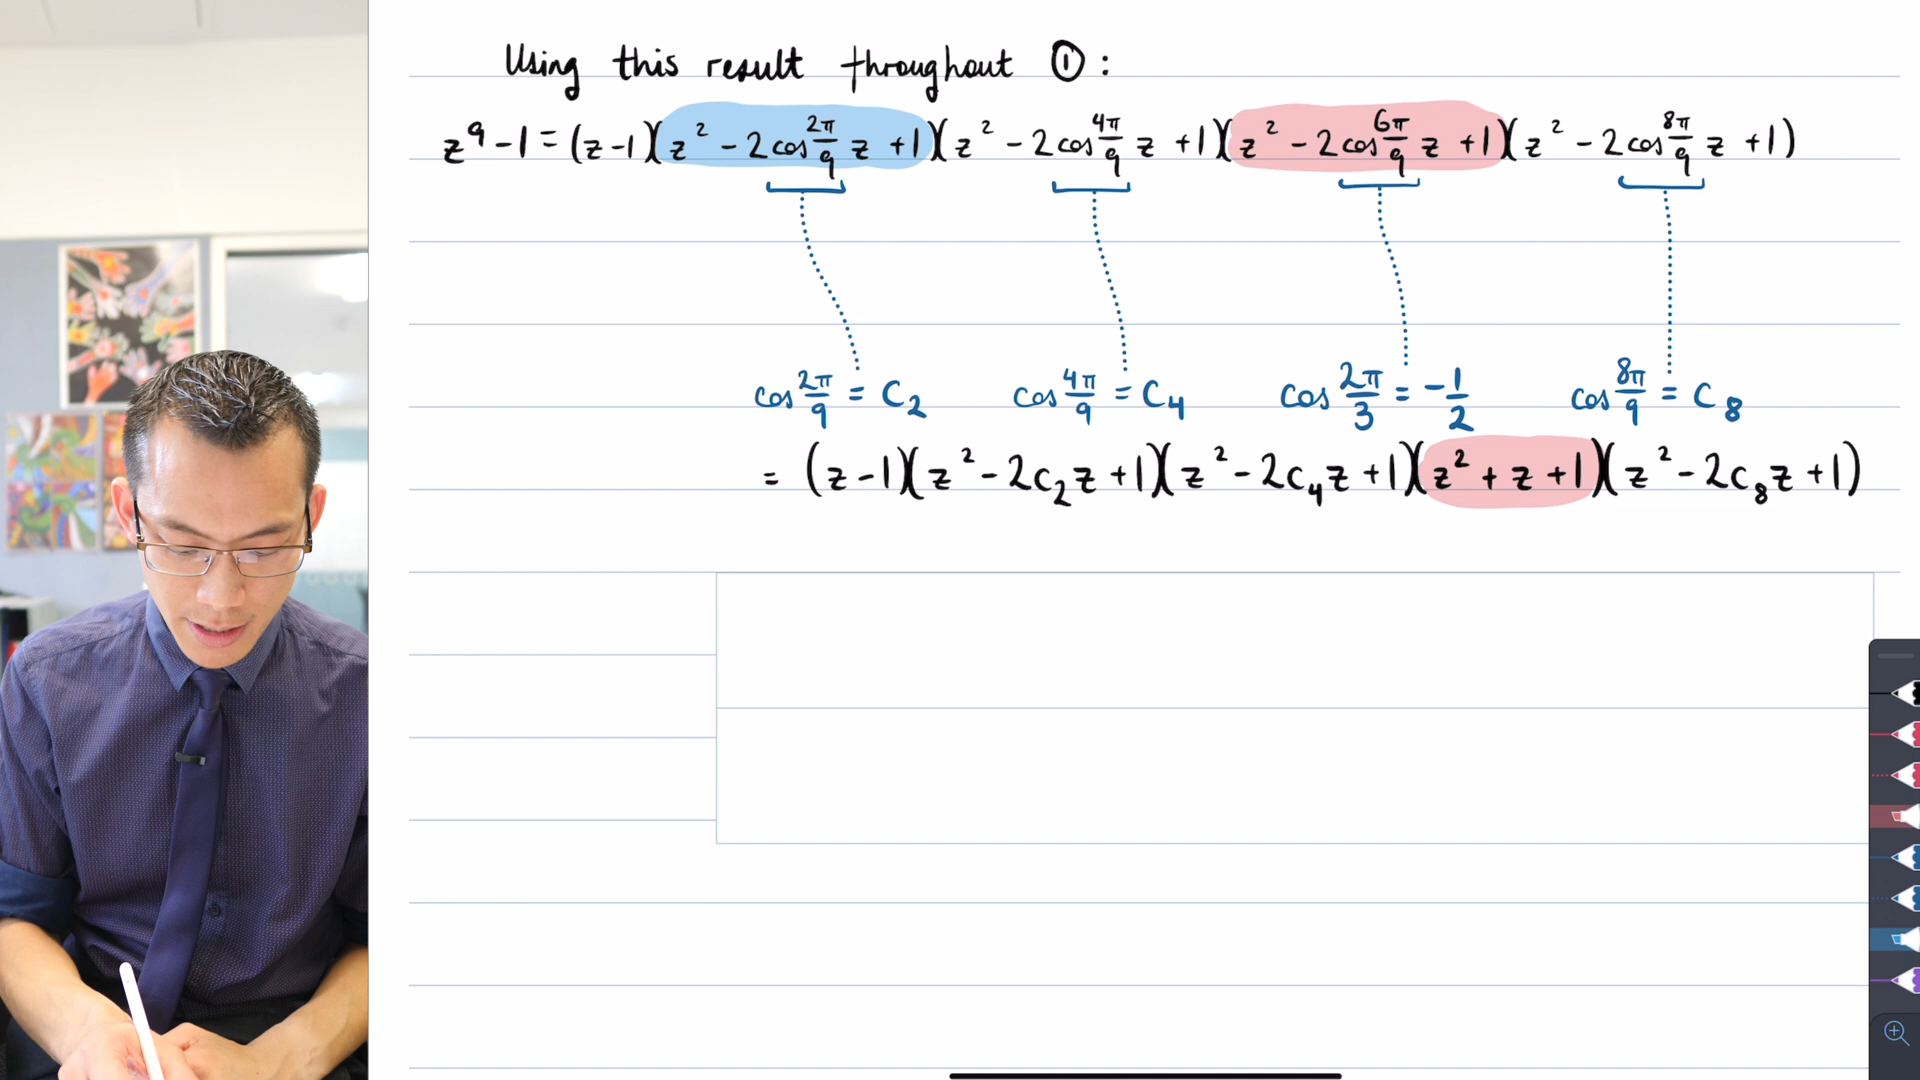 Using this result throughout ①:
z⁹ - 1 = (z-1)(z² - 2cos 2π/9 z + 1)(z² - 2cos 4π/9 z + 1)(z² - 2cos 6π/9 z + 1)(z² - 2cos 8π/9 z + 1)
cos 2π/9 = C₂ cos 4π/9 = C₄ cos 2π/3 = -1/2 cos 8π/9 = C₈
= (z-1)(z² - 2c₂z + 1)(z² - 2c₄z + 1)(z² + z + 1)(z² - 2c₈z + 1)